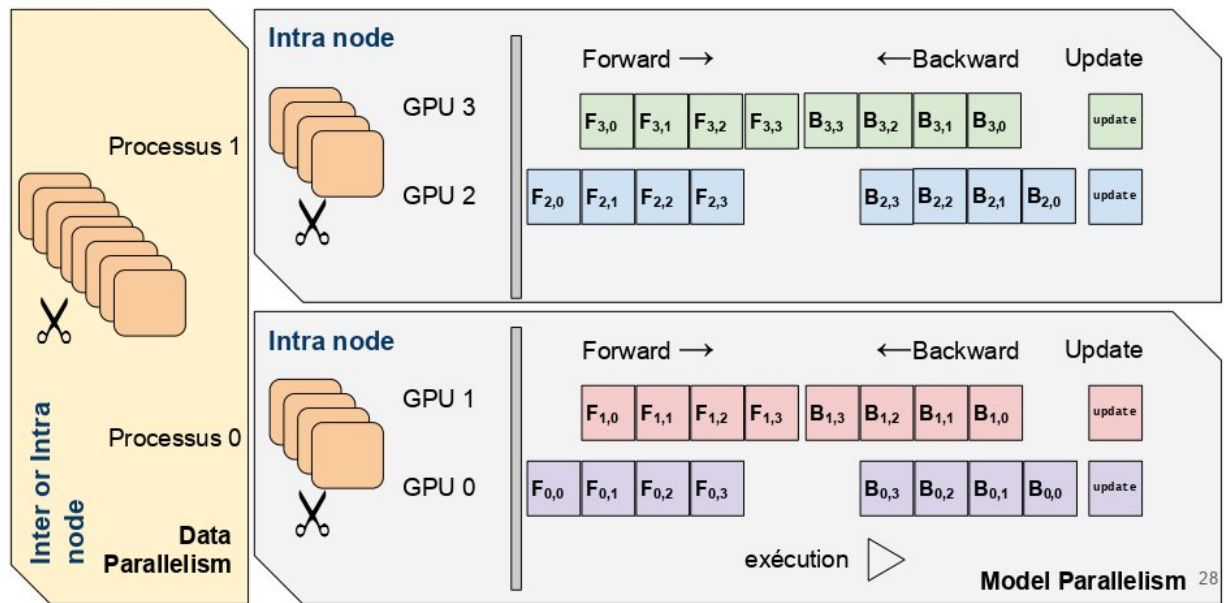 Processus 1
Processus 0
Inter or Intra
node
Data
Parallelism
Intra node
Forward → ←Backward Update
GPU 3 F3,0 F3,1 F3,2 F3,3 B3,3 B3,2 B3,1 B3,0 update
GPU 2 F2,0 F2,1 F2,2 F2,3 B2,3 B2,2 B2,1 B2,0 update
Intra node
Forward → ←Backward Update
GPU 1 F1,0 F1,1 F1,2 F1,3 B1,3 B1,2 B1,1 B1,0 update
GPU 0 F0,0 F0,1 F0,2 F0,3 B0,3 B0,2 B0,1 B0,0 update
exécution
Model Parallelism 28